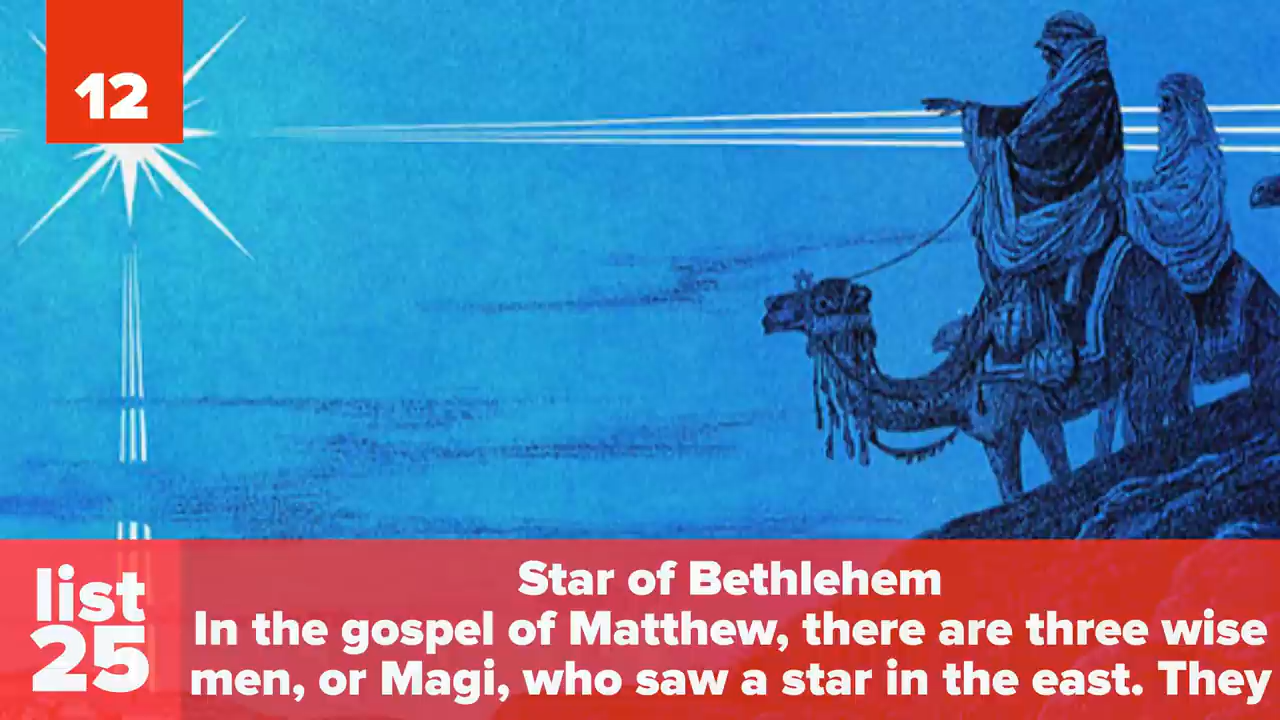 12
list
25
Star of Bethlehem
In the gospel of Matthew, there are three wise
men, or Magi, who saw a star in the east. They